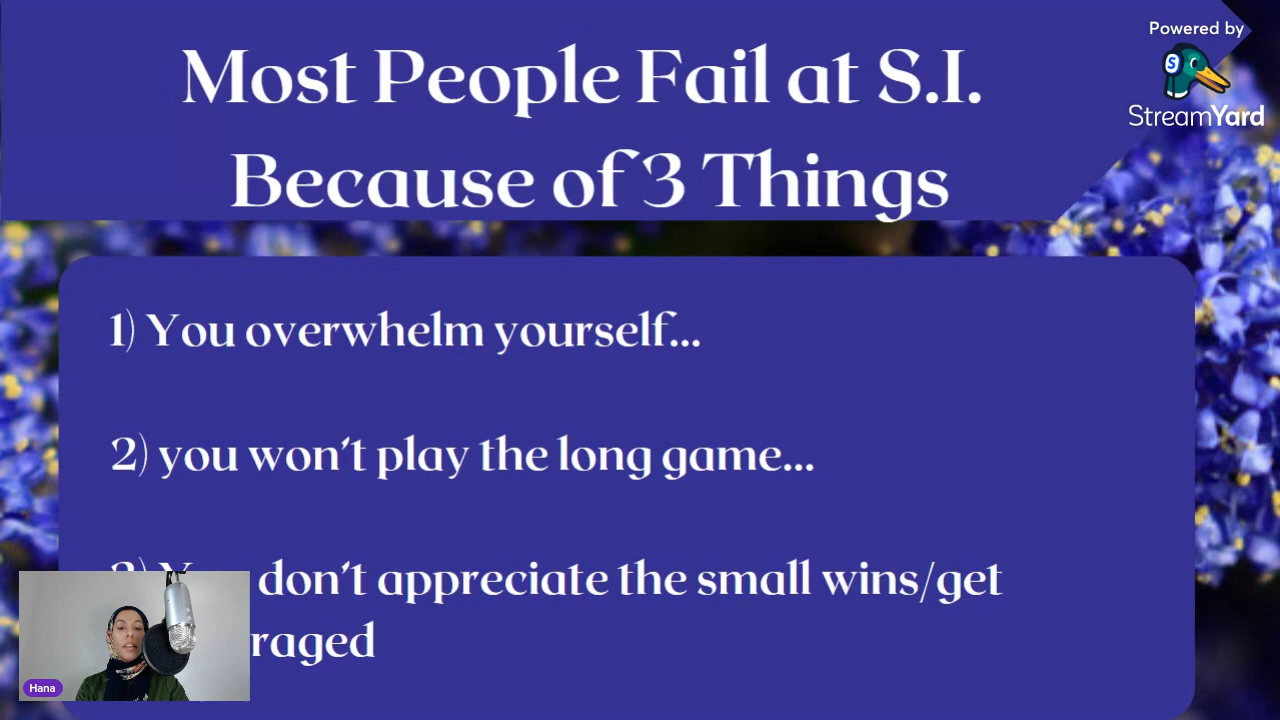 Most People Fail at S.I.
Because of 3 Things
Powered by
StreamYard
1) You overwhelm yourself...
2) you won't play the long game...
don't appreciate the small wins/get
raged
Hana